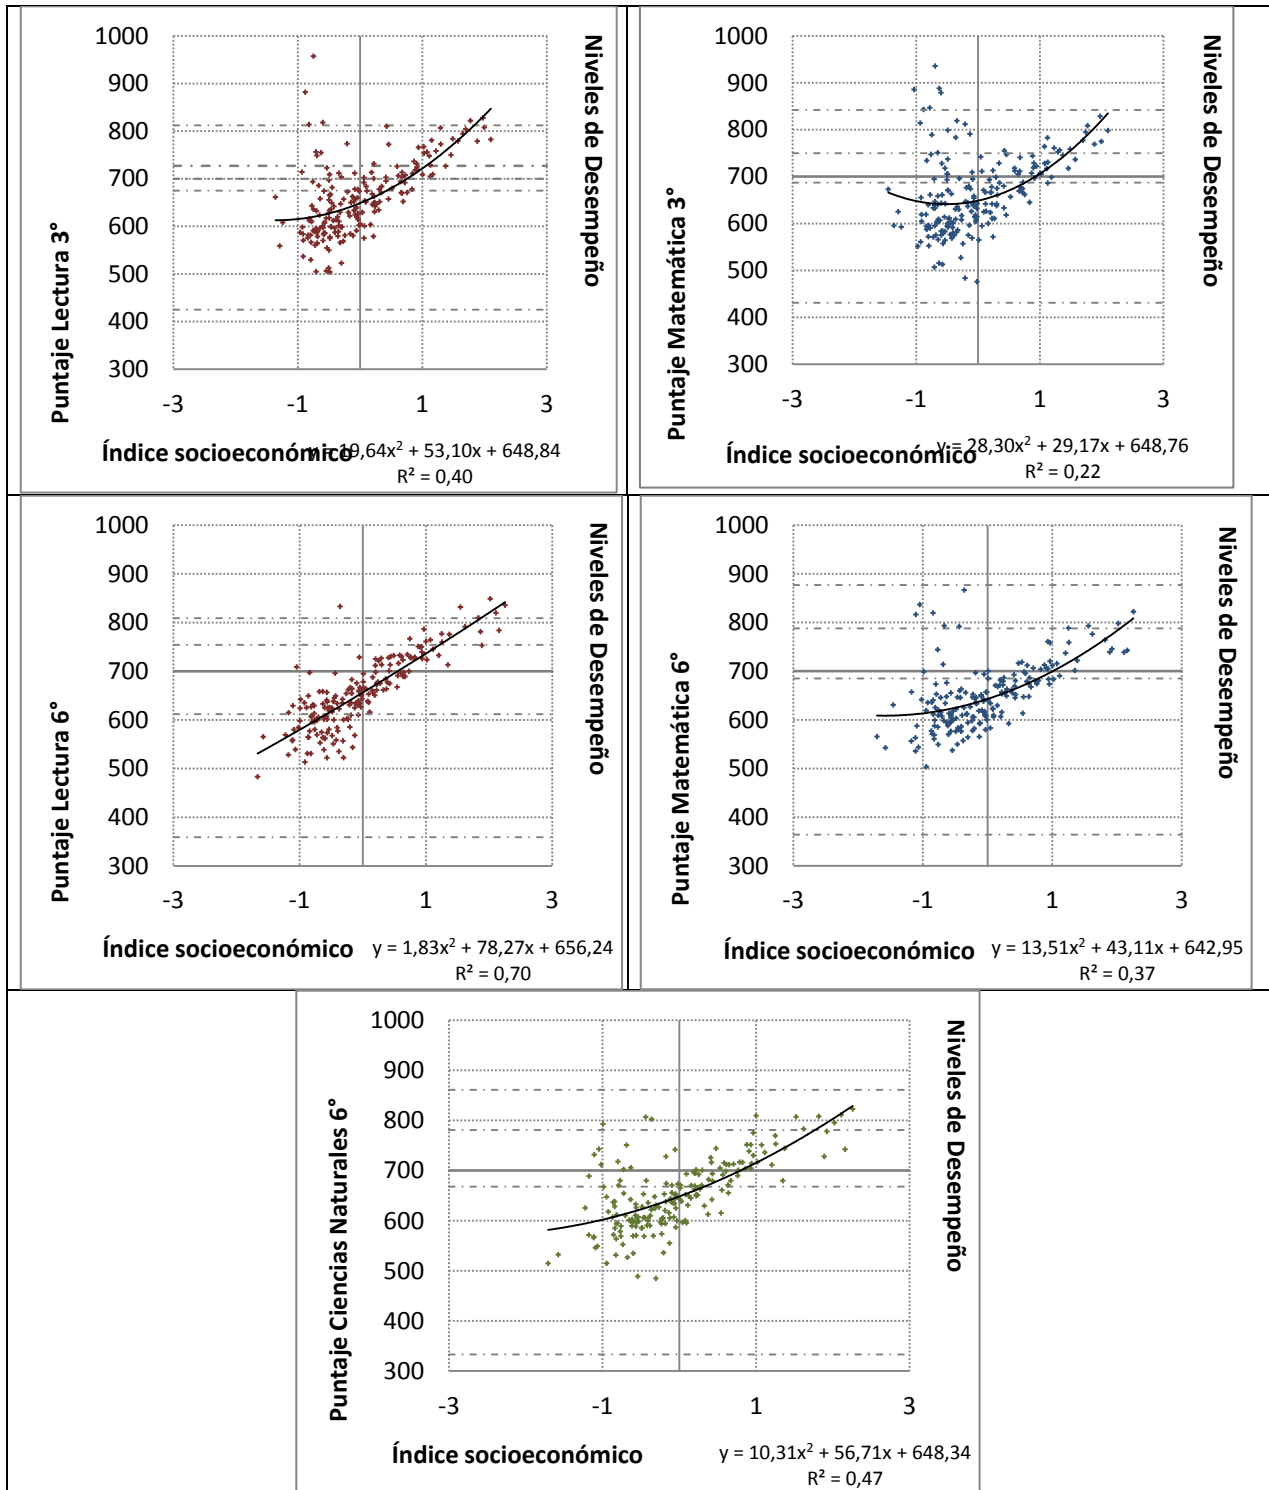 Puntaje Lectura 3°
1000
900
800
700
600
500
400
300
-3 -1 1 3
Índice socioeconómico
y = 19,64x² + 53,10x + 648,84
R² = 0,40
Niveles de Desempeño
Puntaje Matemática 3°
1000
900
800
700
600
500
400
300
-3 -1 1 3
Índice socioeconómico
y = 28,30x² + 29,17x + 648,76
R² = 0,22
Niveles de Desempeño
Puntaje Lectura 6°
1000
900
800
700
600
500
400
300
-3 -1 1 3
Índice socioeconómico
y = 1,83x² + 78,27x + 656,24
R² = 0,70
Niveles de Desempeño
Puntaje Matemática 6°
1000
900
800
700
600
500
400
300
-3 -1 1 3
Índice socioeconómico
y = 13,51x² + 43,11x + 642,95
R² = 0,37
Niveles de Desempeño
Puntaje Ciencias Naturales 6°
1000
900
800
700
600
500
400
300
-3 -1 1 3
Índice socioeconómico
y = 10,31x² + 56,71x + 648,34
R² = 0,47
Niveles de Desempeño